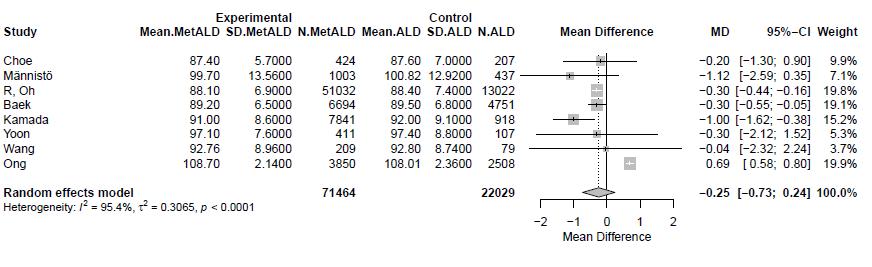 Experimental Control
Study Mean.MetALD SD.MetALD N.MetALD Mean.ALD SD.ALD N.ALD Mean Difference MD 95%−CI Weight
Choe 87.40 5.7000 424 87.60 7.0000 207 −0.20 [−1.30; 0.90] 9.9%
Männistö 99.70 13.5600 1003 100.82 12.9200 437 −1.12 [−2.59; 0.35] 7.1%
R, Oh 88.10 6.9000 51032 88.40 7.4000 13022 −0.30 [−0.44; −0.16] 19.8%
Baek 89.20 6.5000 6694 89.50 6.8000 4751 −0.30 [−0.55; −0.05] 19.1%
Kamada 91.00 8.6000 7841 92.00 9.1000 918 −1.00 [−1.62; −0.38] 15.2%
Yoon 97.10 7.6000 411 97.40 8.8000 107 −0.30 [−2.12; 1.52] 5.3%
Wang 92.76 8.9600 209 92.80 8.7400 79 −0.04 [−2.32; 2.24] 3.7%
Ong 108.70 2.1400 3850 108.01 2.3600 2508 0.69 [ 0.58; 0.80] 19.9%
Random effects model 71464 22029 −0.25 [−0.73; 0.24] 100.0%
Heterogeneity: I² = 95.4%, τ² = 0.3065, p < 0.0001
−2 −1 0 1 2
Mean Difference